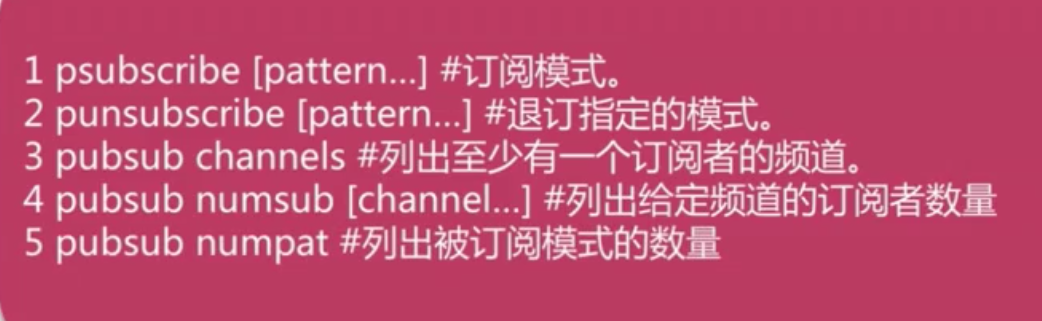 1 psubscribe [pattern...] #订阅模式。
2 punsubscribe [pattern...] #退订指定的模式。
3 pubsub channels #列出至少有一个订阅者的频道。
4 pubsub numsub [channel...] #列出给定频道的订阅者数量
5 pubsub numpat #列出被订阅模式的数量